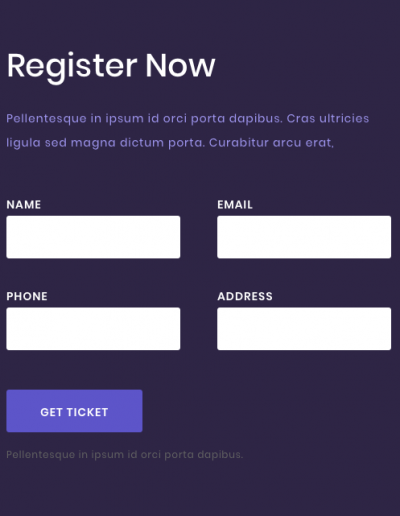 Register Now
Pellentesque in ipsum id orci porta dapibus. Cras ultricies
ligula sed magna dictum porta. Curabitur arcu erat,
NAME
EMAIL
PHONE
ADDRESS
GET TICKET
Pellentesque in ipsum id orci porta dapibus.